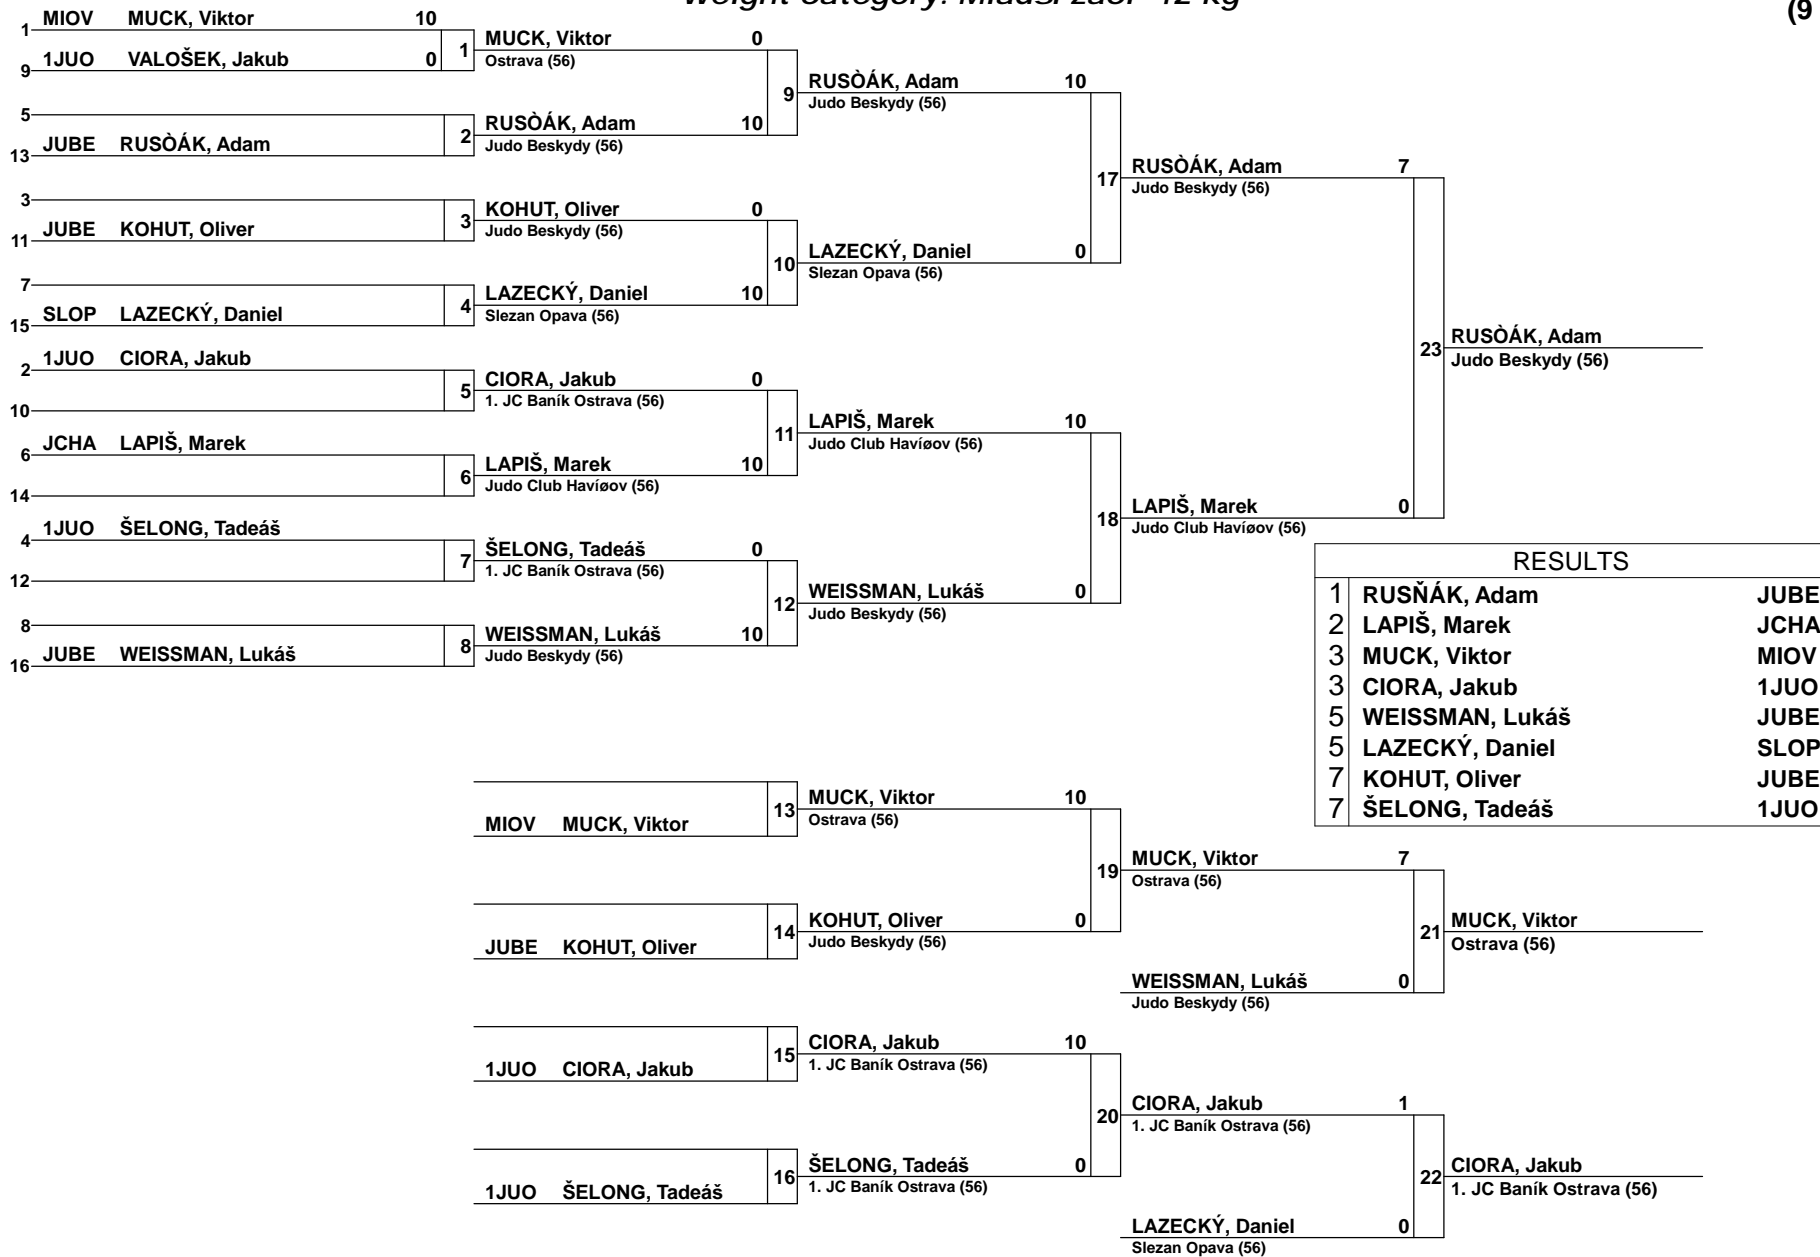 (9
1 MIOV MUCK, Viktor 10
9 1JUO VALOŠEK, Jakub 0
1
5
13 JUBE RUSÒÁK, Adam
2
3
11 JUBE KOHUT, Oliver
3
7
15 SLOP LAZECKÝ, Daniel
4
2 1JUO CIORA, Jakub
10
5
6 JCHA LAPIŠ, Marek
14
6
4 1JUO ŠELONG, Tadeáš
12
7
8
16 JUBE WEISSMAN, Lukáš
8
MUCK, Viktor 0
Ostrava (56)
9
RUSÒÁK, Adam 10
Judo Beskydy (56)
KOHUT, Oliver 0
Judo Beskydy (56)
10
LAZECKÝ, Daniel 10
Slezan Opava (56)
CIORA, Jakub 0
1. JC Baník Ostrava (56)
11
LAPIŠ, Marek 10
Judo Club Havíøov (56)
ŠELONG, Tadeáš 0
1. JC Baník Ostrava (56)
12
WEISSMAN, Lukáš 10
Judo Beskydy (56)
RUSÒÁK, Adam 10
Judo Beskydy (56)
17
LAZECKÝ, Daniel 0
Slezan Opava (56)
LAPIŠ, Marek 10
Judo Club Havíøov (56)
18
WEISSMAN, Lukáš 0
Judo Beskydy (56)
RUSÒÁK, Adam 7
Judo Beskydy (56)
23
LAPIŠ, Marek 0
Judo Club Havíøov (56)
RUSÒÁK, Adam
Judo Beskydy (56)
RESULTS
1 RUSŇÁK, Adam JUBE
2 LAPIŠ, Marek JCHA
3 MUCK, Viktor MIOV
3 CIORA, Jakub 1JUO
5 WEISSMAN, Lukáš JUBE
5 LAZECKÝ, Daniel SLOP
7 KOHUT, Oliver JUBE
7 ŠELONG, Tadeáš 1JUO
13
MIOV MUCK, Viktor
14
JUBE KOHUT, Oliver
15
1JUO CIORA, Jakub
16
1JUO ŠELONG, Tadeáš
MUCK, Viktor 10
Ostrava (56)
19
KOHUT, Oliver 0
Judo Beskydy (56)
CIORA, Jakub 10
1. JC Baník Ostrava (56)
20
ŠELONG, Tadeáš 0
1. JC Baník Ostrava (56)
MUCK, Viktor 7
Ostrava (56)
21
WEISSMAN, Lukáš 0
Judo Beskydy (56)
CIORA, Jakub 1
1. JC Baník Ostrava (56)
22
LAZECKÝ, Daniel 0
Slezan Opava (56)
MUCK, Viktor
Ostrava (56)
CIORA, Jakub
1. JC Baník Ostrava (56)